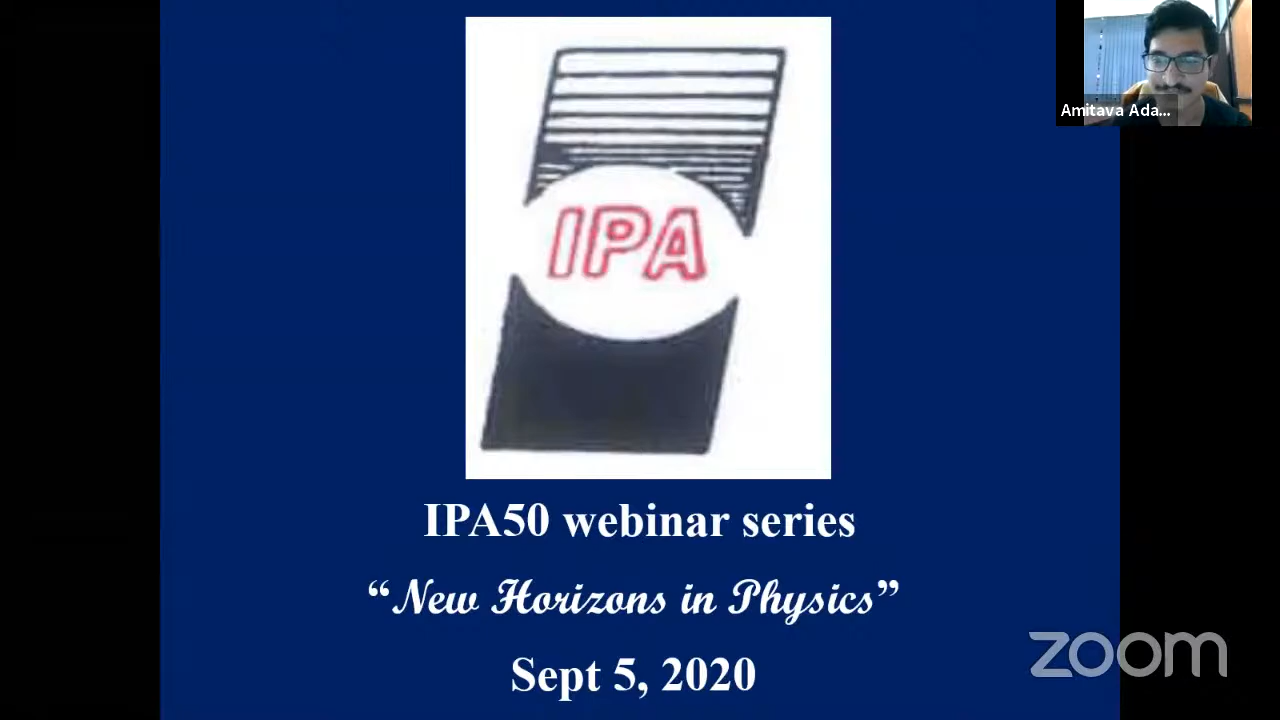 Amitava Ada...
IPA
IPA50 webinar series
“New Horizons in Physics”
Sept 5, 2020
zoom